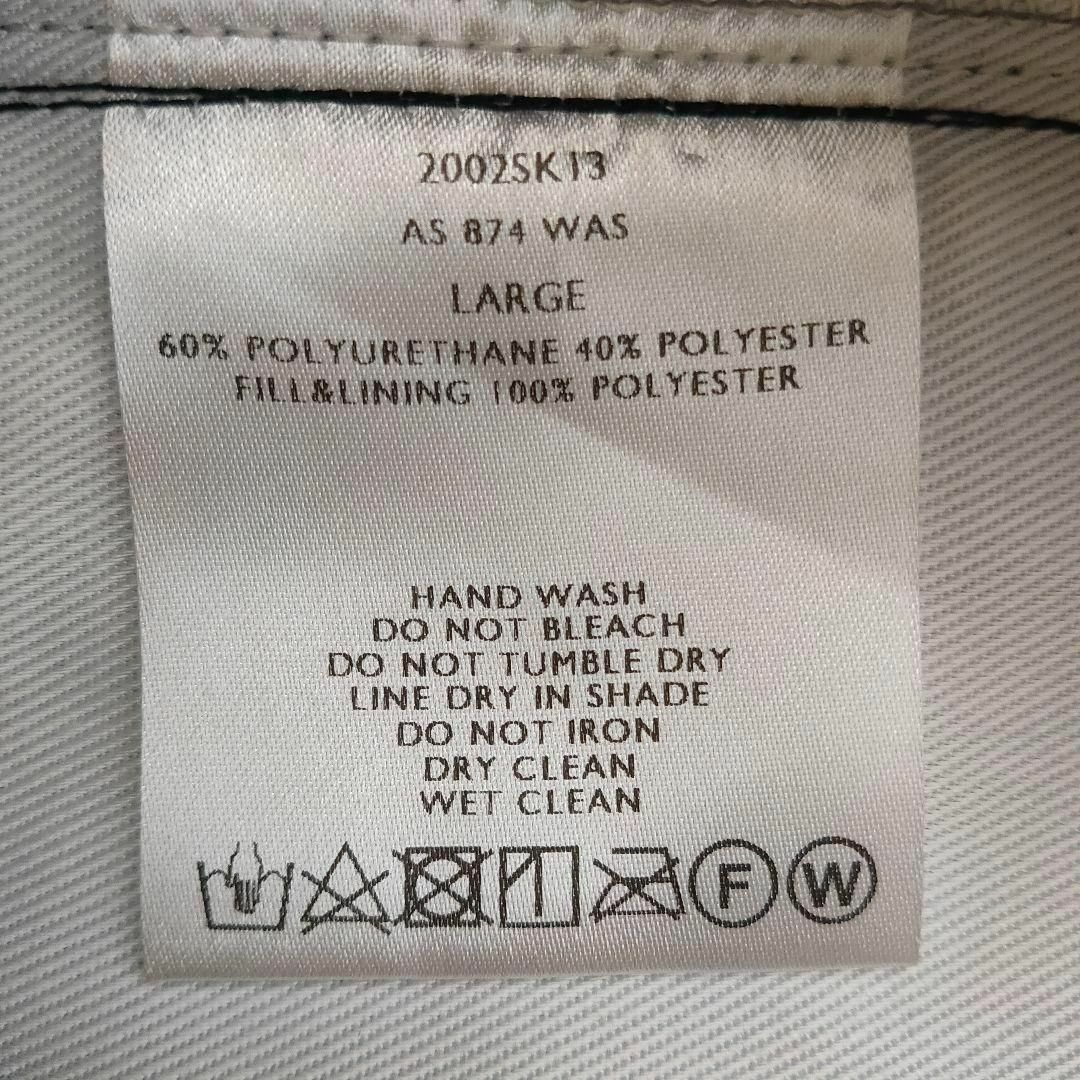 2002SK13
AS 874 WAS
LARGE
60% POLYURETHANE 40% POLYESTER
FILL&LINING 100% POLYESTER
HAND WASH
DO NOT BLEACH
DO NOT TUMBLE DRY
LINE DRY IN SHADE
DO NOT IRON
DRY CLEAN
WET CLEAN
F W